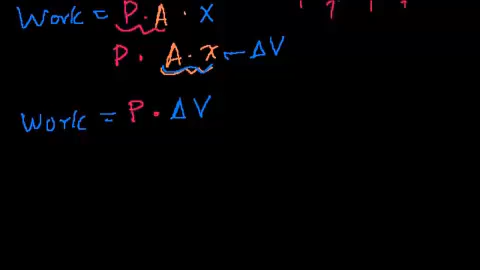 Work = P · A · x
P · A · x ← ΔV
Work = P · ΔV